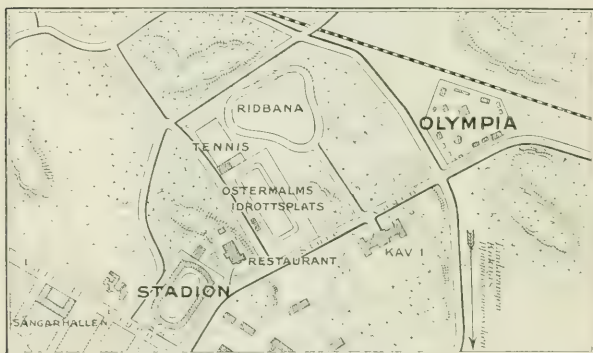 RIDBANA
OLYMPIA
TENNIS
ÖSTERMALMS
IDROTTSPLATS
RESTAURANT
KAV 1
STADION
SÅNGARHALLEN